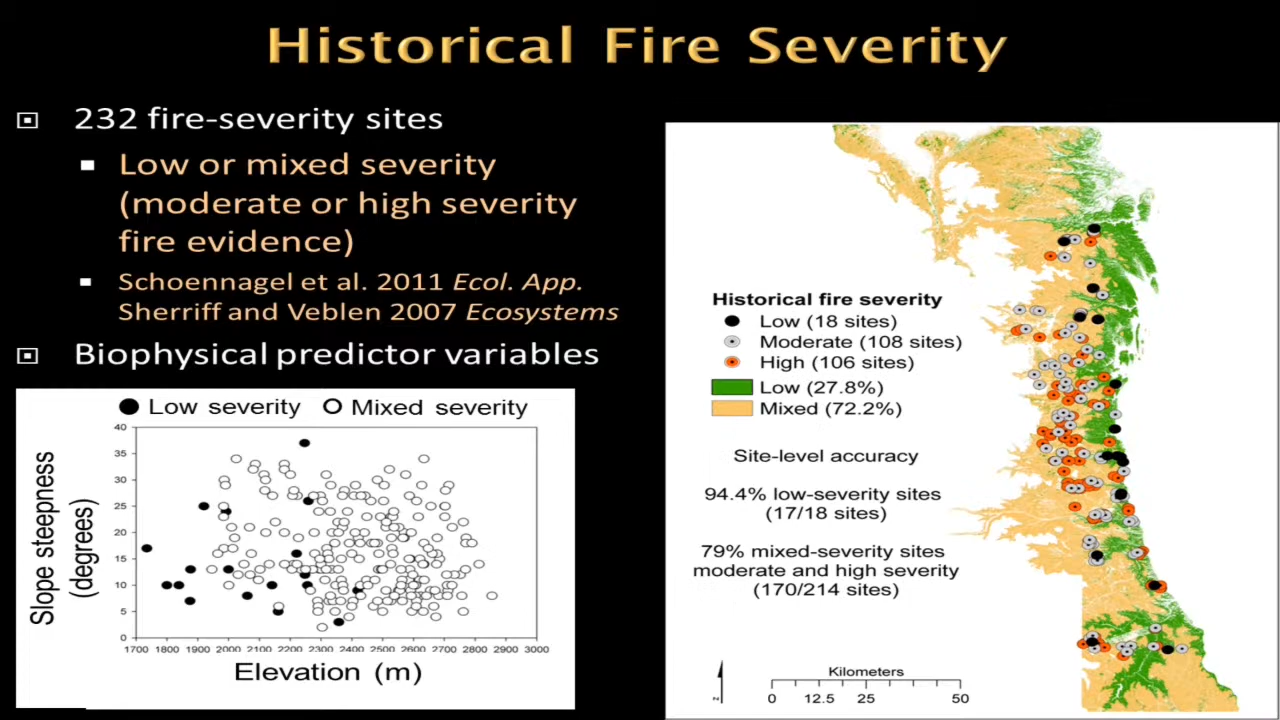 Historical Fire Severity
232 fire-severity sites
Low or mixed severity
(moderate or high severity
fire evidence)
Schoennagel et al. 2011 Ecol. App.
Sherriff and Veblen 2007 Ecosystems
Biophysical predictor variables
Low severity Mixed severity
40
35
30
25
20
15
10
5
0
Slope steepness
(degrees)
1700 1800 1900 2000 2100 2200 2300 2400 2500 2600 2700 2800 2900 3000
Elevation (m)
Historical fire severity
Low (18 sites)
Moderate (108 sites)
High (106 sites)
Low (27.8%)
Mixed (72.2%)
Site-level accuracy
94.4% low-severity sites
(17/18 sites)
79% mixed-severity sites
moderate and high severity
(170/214 sites)
Kilometers
0 12.5 25 50
N